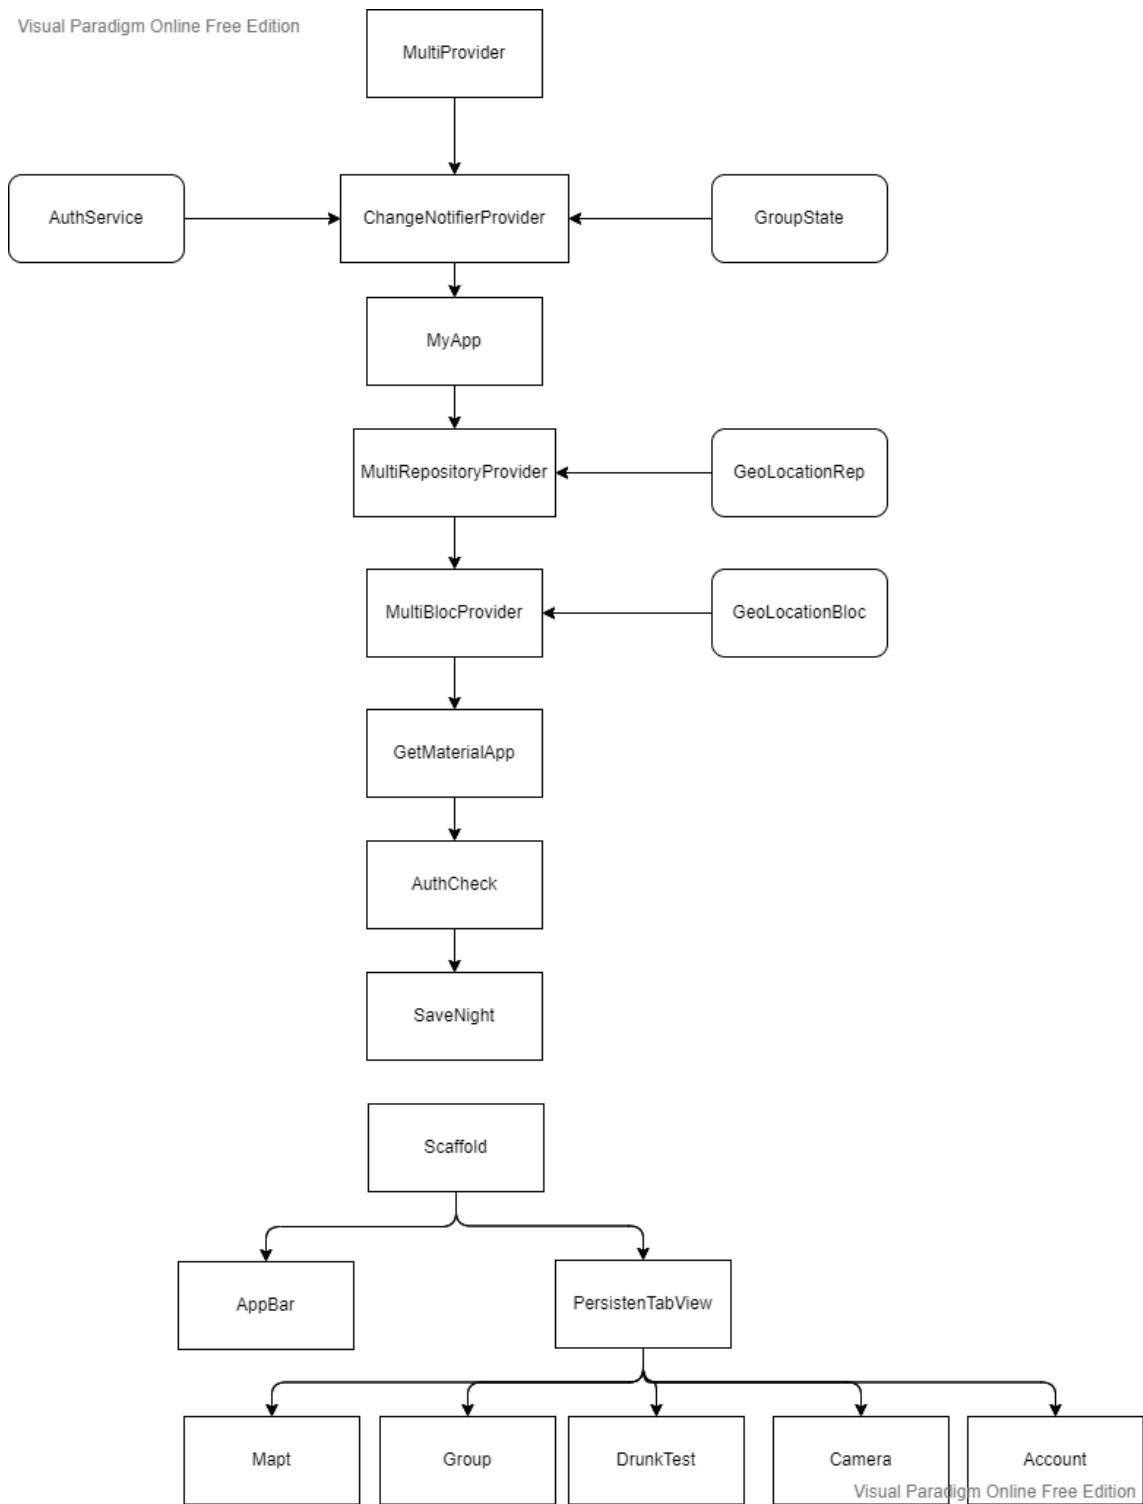 Visual Paradigm Online Free Edition
MultiProvider
AuthService
ChangeNotifierProvider
GroupState
MyApp
MultiRepositoryProvider
GeoLocationRep
MultiBlocProvider
GeoLocationBloc
GetMaterialApp
AuthCheck
SaveNight
Scaffold
AppBar
PersistenTabView
Mapt
Group
DrunkTest
Camera
Account
Visual Paradigm Online Free Edition